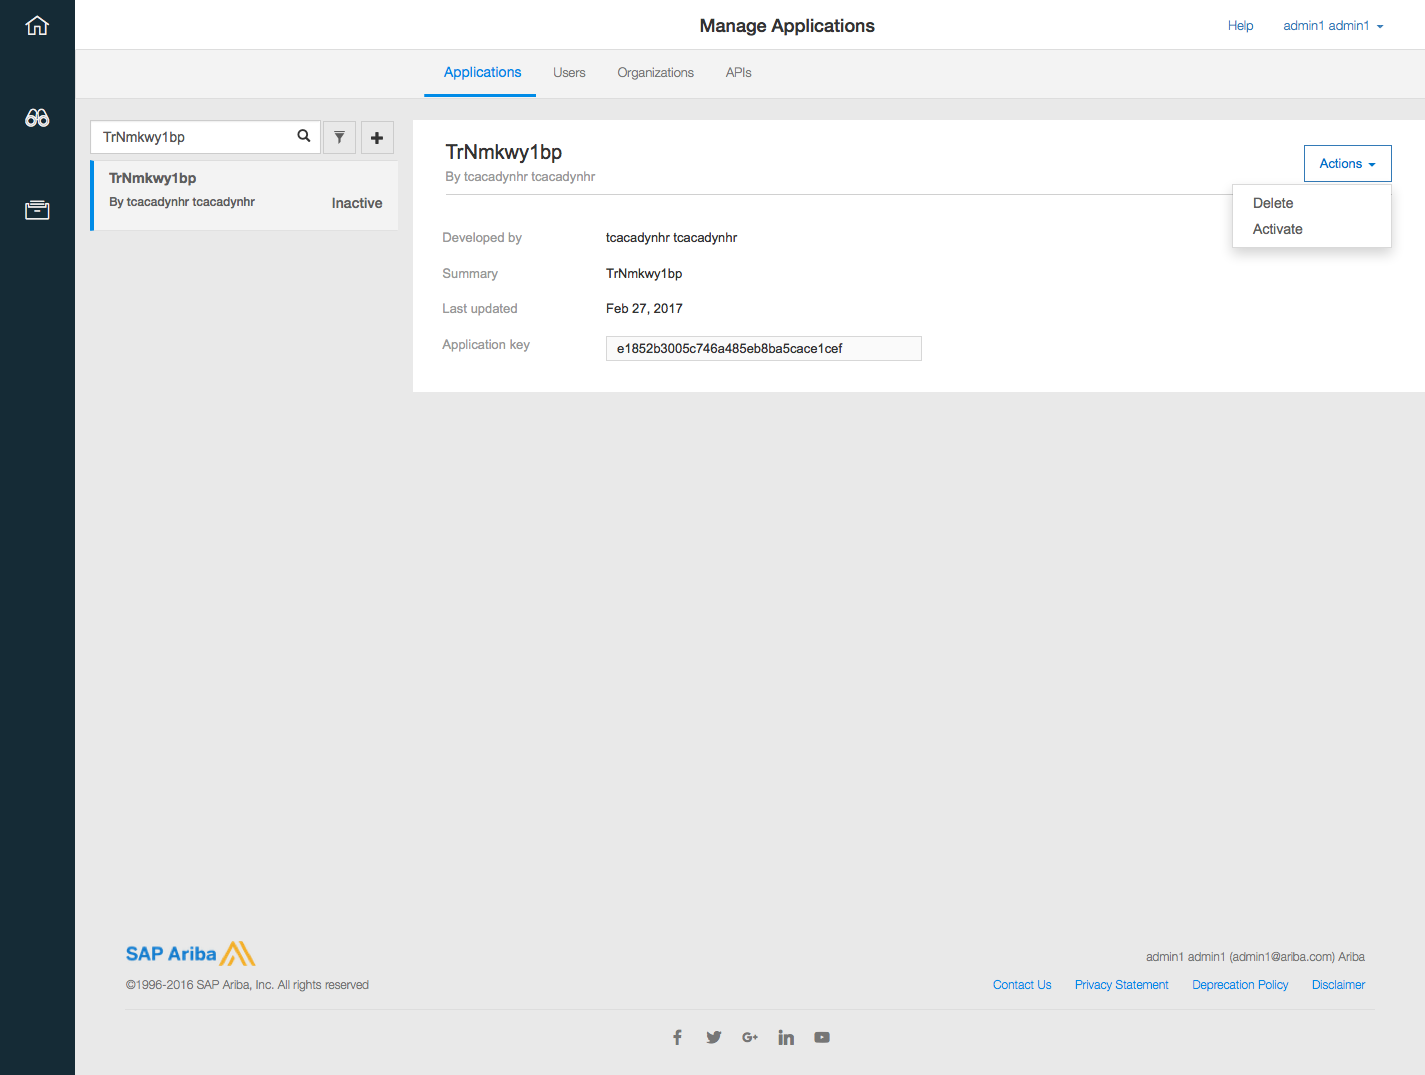 Manage Applications
Help
admin1 admin1
Applications
Users
Organizations
APIs
TrNmkwy1bp
TrNmkwy1bp
By tcacadynhr tcacadynhr
Inactive
TrNmkwy1bp
By tcacadynhr tcacadynhr
Actions
Delete
Activate
Developed by
tcacadynhr tcacadynhr
Summary
TrNmkwy1bp
Last updated
Feb 27, 2017
Application key
e1852b3005c746a485eb8ba5cace1cef
SAP Ariba
©1996-2016 SAP Ariba, Inc. All rights reserved
admin1 admin1 (admin1@ariba.com) Ariba
Contact Us
Privacy Statement
Deprecation Policy
Disclaimer